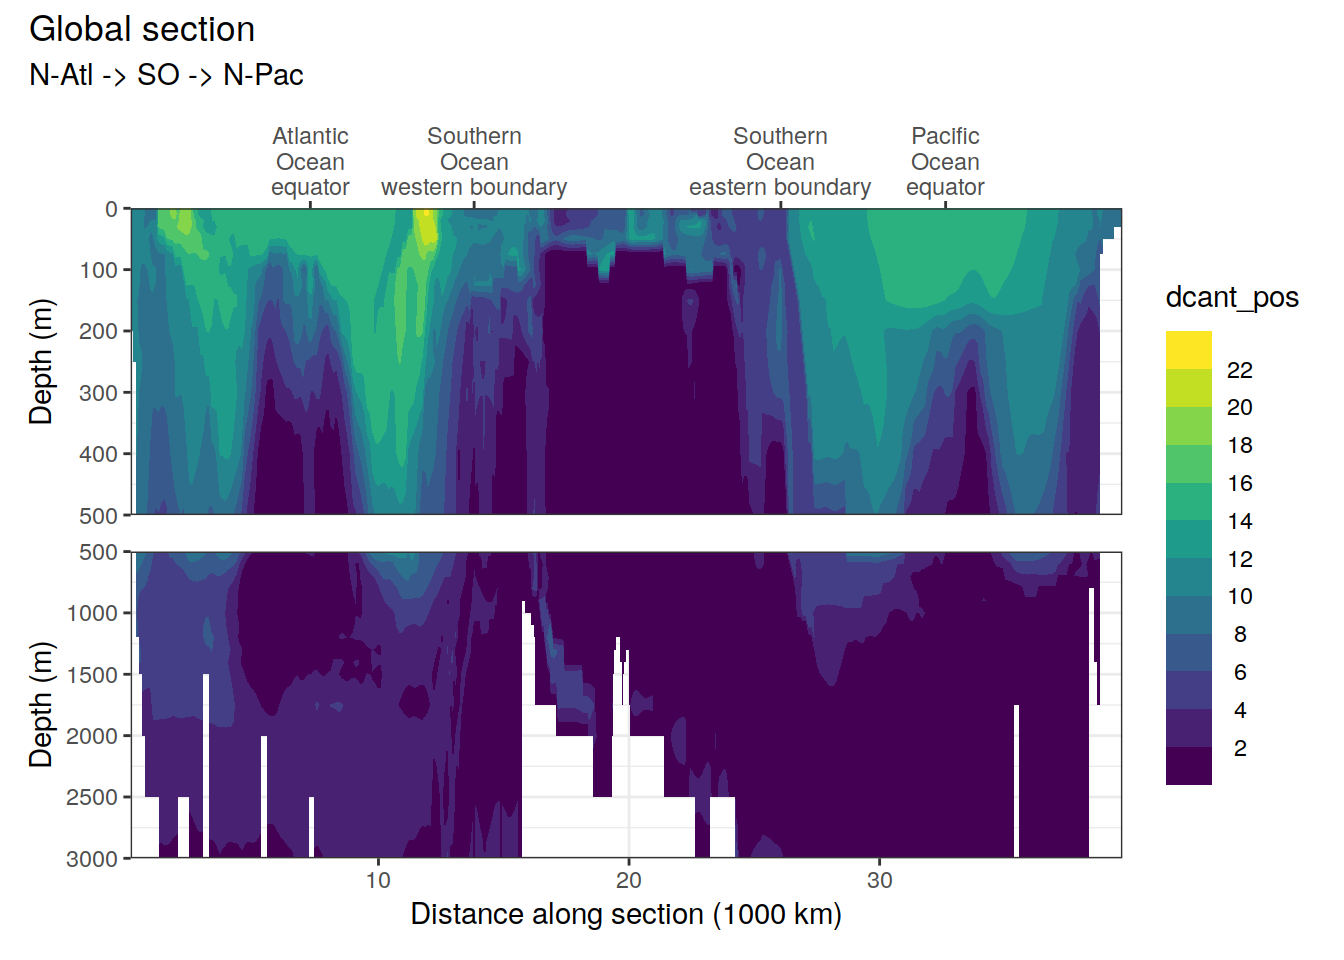 Global section
N-Atl -> SO -> N-Pac
Atlantic
Ocean
equator
Southern
Ocean
western boundary
Southern
Ocean
eastern boundary
Pacific
Ocean
equator
0
100
200
300
400
500
Depth (m)
500
1000
1500
2000
2500
3000
Depth (m)
10
20
30
Distance along section (1000 km)
dcant_pos
22
20
18
16
14
12
10
8
6
4
2